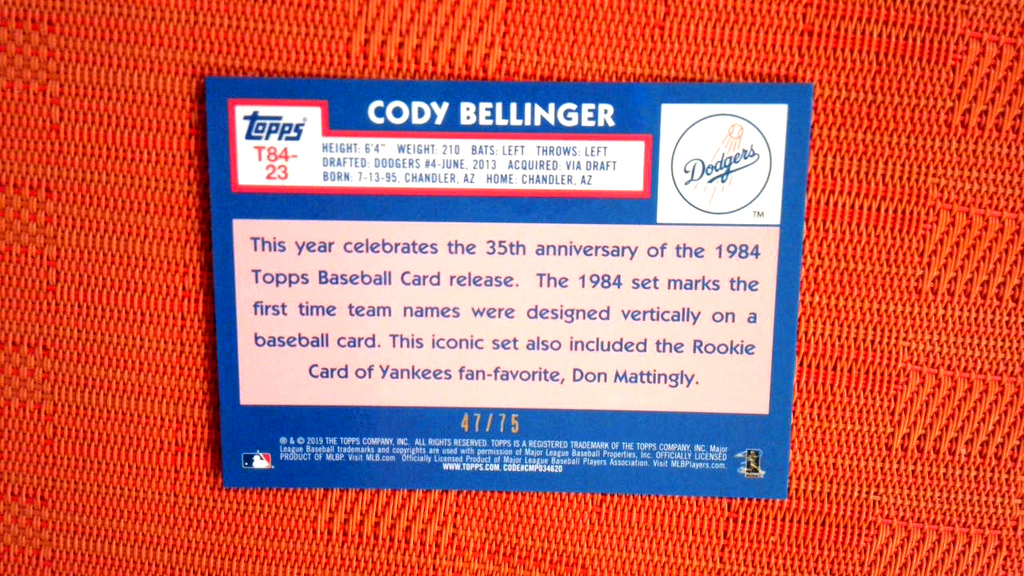 CODY BELLINGER
TOPPS®
T84-
23
HEIGHT: 6'4" WEIGHT: 210 BATS: LEFT THROWS: LEFT
DRAFTED: DODGERS #4-JUNE, 2013 ACQUIRED: VIA DRAFT
BORN: 7-13-95, CHANDLER, AZ HOME: CHANDLER, AZ
Dodgers
TM
This year celebrates the 35th anniversary of the 1984
Topps Baseball Card release. The 1984 set marks the
first time team names were designed vertically on a
baseball card. This iconic set also included the Rookie
Card of Yankees fan-favorite, Don Mattingly.
47/75
® & © 2019 THE TOPPS COMPANY, INC. ALL RIGHTS RESERVED. TOPPS IS A REGISTERED TRADEMARK OF THE TOPPS COMPANY, INC. Major
League Baseball trademarks and copyrights are used with permission of Major League Baseball Properties, Inc. OFFICIALLY LICENSED
PRODUCT OF MLBP. Visit MLB.com Officially Licensed Product of Major League Baseball Players Association. Visit MLBPlayers.com.
WWW.TOPPS.COM. CODE#CMP034620